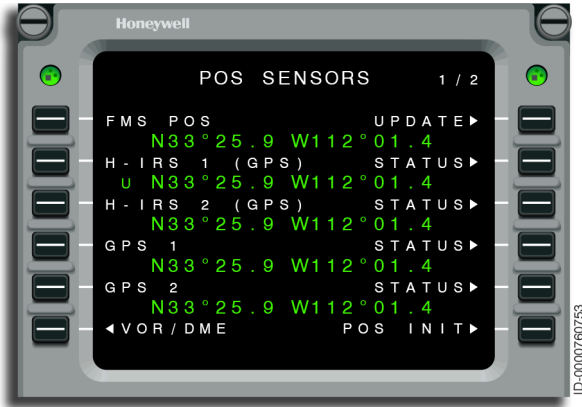 Honeywell
POS SENSORS 1 / 2
FMS POS UPDATE▶
N33°25.9 W112°01.4
H-IRS 1 (GPS) STATUS▶
U N33°25.9 W112°01.4
H-IRS 2 (GPS) STATUS▶
N33°25.9 W112°01.4
GPS 1 STATUS▶
N33°25.9 W112°01.4
GPS 2 STATUS▶
N33°25.9 W112°01.4
◀VOR/DME POS INIT▶
ID-0000760753